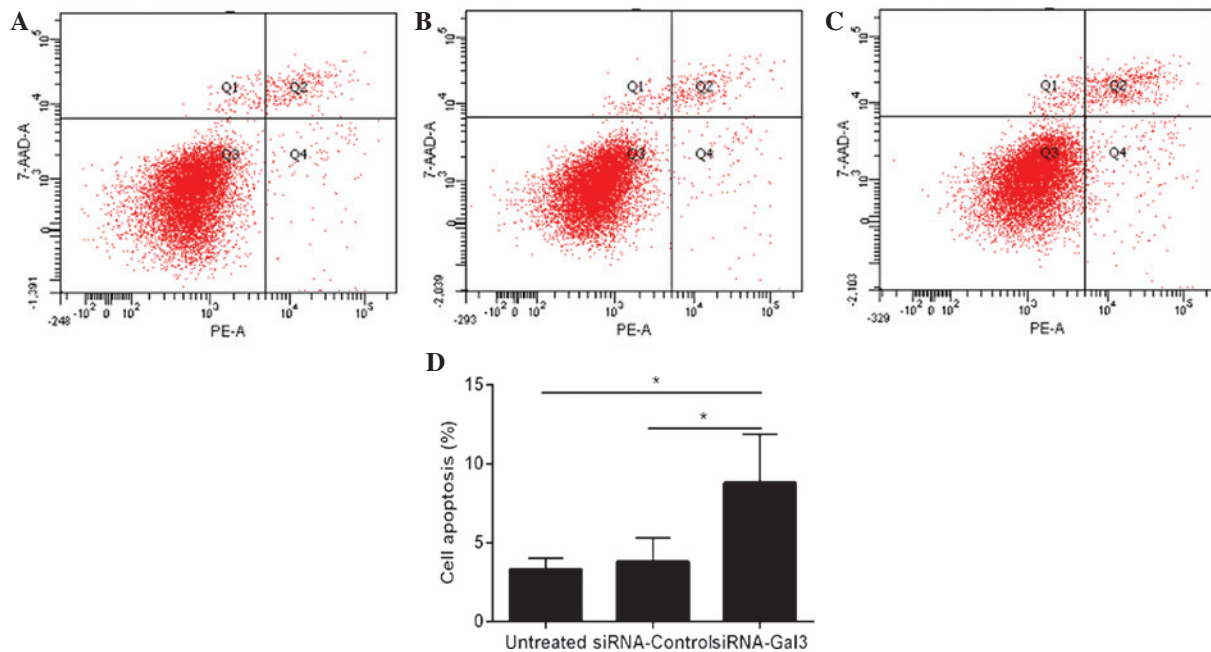 A
10^5
10^4
10^3
0
-1,391
7-AAD-A
Q1
Q2
Q3
Q4
-248
-10^2 0 10^2 10^3 10^4 10^5
PE-A
B
10^5
10^4
10^3
0
-2,039
7-AAD-A
Q1
Q2
Q3
Q4
-293
-10^2 0 10^2 10^3 10^4 10^5
PE-A
C
10^5
10^4
10^3
0
-2,103
7-AAD-A
Q1
Q2
Q3
Q4
-329
-10^2 0 10^2 10^3 10^4 10^5
PE-A
D
15
10
5
0
Cell apoptosis (%)
*
*
Untreated siRNA-Control siRNA-Gal3